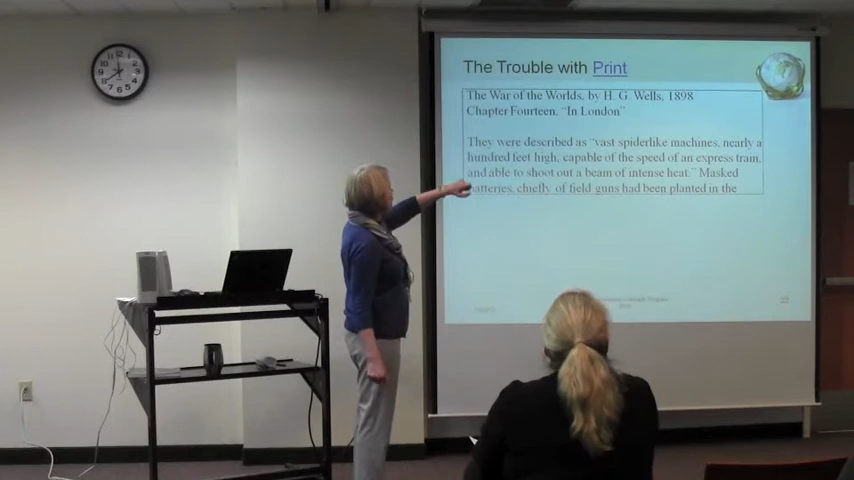 The Trouble with Print
The War of the Worlds, by H. G. Wells, 1898
Chapter Fourteen, “In London”
They were described as “vast spiderlike machines, nearly a
hundred feet high, capable of the speed of an express train,
and able to shoot out a beam of intense heat.” Masked
batteries, chiefly of field guns had been planted in the